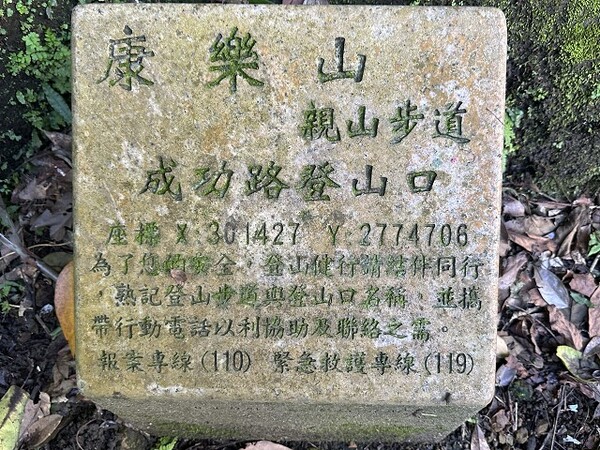 康樂山
親山步道
成功路登山口
座標 X:301427 Y:2774706
為了您的安全，登山健行請結伴同行
，熟記登山步道與登山口名稱，並攜
帶行動電話以利協助及聯絡之需。
報案專線(110) 緊急救護專線(119)